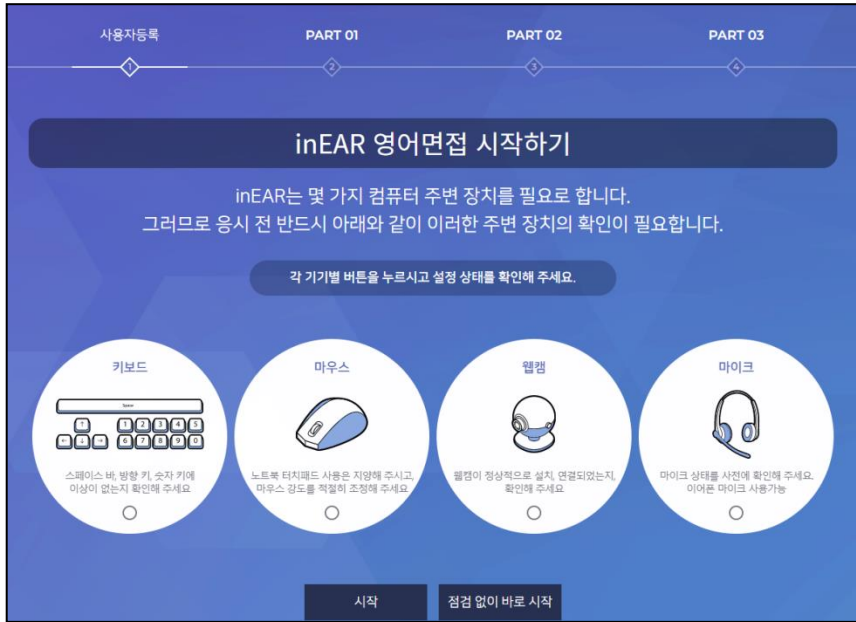 사용자등록 PART 01 PART 02 PART 03
1 2 3 4
inEAR 영어면접 시작하기
inEAR는 몇 가지 컴퓨터 주변 장치를 필요로 합니다.
그러므로 응시 전 반드시 아래와 같이 이러한 주변 장치의 확인이 필요합니다.
각 기기별 버튼을 누르시고 설정 상태를 확인해 주세요.
키보드
Space
↑ 1 2 3 4 5
← ↓ → 6 7 8 9 0
스페이스 바, 방향 키, 숫자 키에
이상이 없는지 확인해 주세요
마우스
노트북 터치패드 사용은 지양해 주시고,
마우스 강도를 적절히 조정해 주세요
웹캠
웹캠이 정상적으로 설치, 연결되었는지,
확인해 주세요
마이크
마이크 상태를 사전에 확인해 주세요.
이어폰 마이크 사용가능
시작
점검 없이 바로 시작